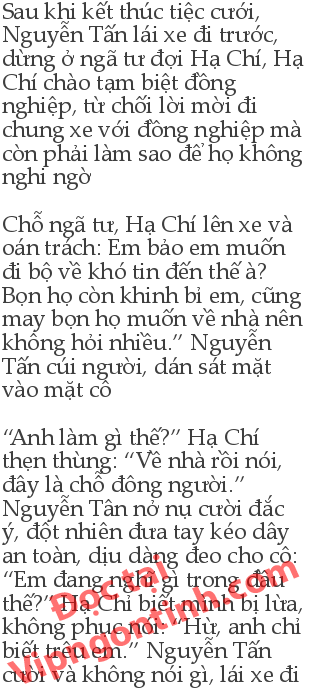 Sau khi kết thúc tiệc cưới,
Nguyễn Tấn lái xe đi trước,
dừng ở ngã tư đợi Hạ Chí, Hạ
Chí chào tạm biệt đồng
nghiệp, từ chối lời mời đi
chung xe với đồng nghiệp mà
còn phải làm sao để họ không
nghi ngờ
Chỗ ngã tư, Hạ Chí lên xe và
oán trách: Em bảo em muốn
đi bộ về khó tin đến thế à?
Bọn họ còn khinh bỉ em, cũng
may bọn họ muốn về nhà nên
không hỏi nhiều.” Nguyễn
Tấn cúi người, dán sát mặt
vào mặt cô
“Anh làm gì thế?” Hạ Chí
thẹn thùng: “Về nhà rồi nói,
đây là chỗ đông người.”
Nguyễn Tân nở nụ cười đắc
ý, đột nhiên đưa tay kéo dây
an toàn, dịu dàng đeo cho cô:
“Em đang nghĩ gì trong đầu
thế?” Hạ Chỉ biết mình bị lừa,
không phục nói: “Hừ, anh chỉ
biết trêu em.” Nguyễn Tấn
cười và không nói gì, lái xe đi
Đọc tại
Vipngontinh.com